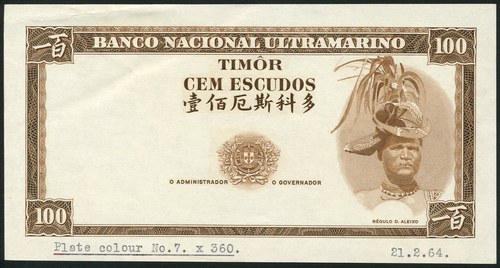 一百 BANCO NACIONAL ULTRAMARINO 100
TIMÔR
CEM ESCUDOS
壹佰厄斯科多
O ADMINISTRADOR O GOVERNADOR
RÉGULO D. ALEIXO
100 一百
Plate colour No.7. x 360. 21.2.64.